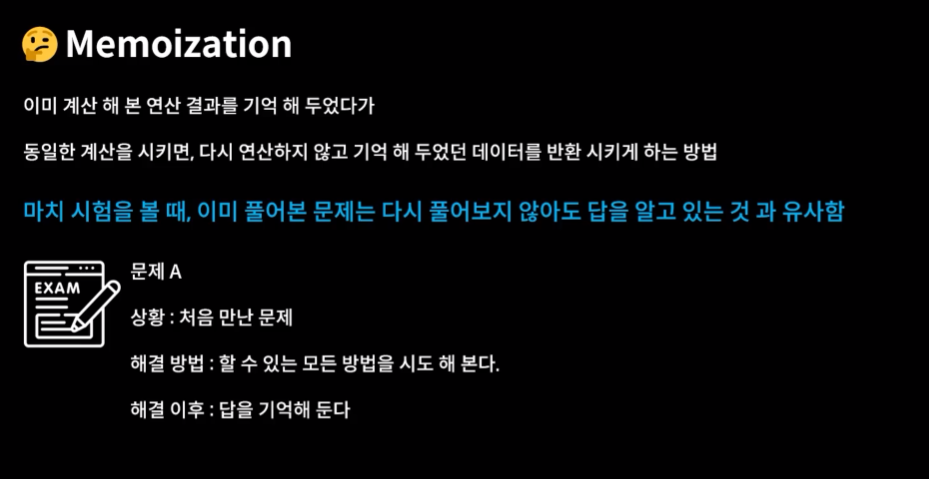 🤔 Memoization
이미 계산 해 본 연산 결과를 기억 해 두었다가
동일한 계산을 시키면, 다시 연산하지 않고 기억 해 두었던 데이터를 반환 시키게 하는 방법
마치 시험을 볼 때, 이미 풀어본 문제는 다시 풀어보지 않아도 답을 알고 있는 것 과 유사함
EXAM
문제 A
상황 : 처음 만난 문제
해결 방법 : 할 수 있는 모든 방법을 시도 해 본다.
해결 이후 : 답을 기억해 둔다